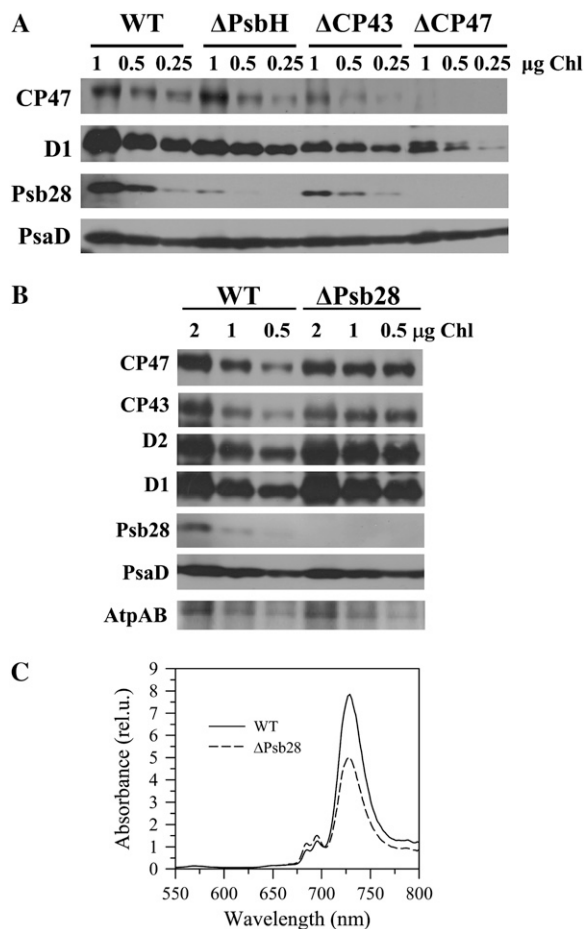 A
WT ΔPsbH ΔCP43 ΔCP47
1 0.5 0.25 1 0.5 0.25 1 0.5 0.25 1 0.5 0.25 µg Chl
CP47
D1
Psb28
PsaD
B
WT ΔPsb28
2 1 0.5 2 1 0.5 µg Chl
CP47
CP43
D2
D1
Psb28
PsaD
AtpAB
C
9
8
7
6
5
4
3
2
1
0
Absorbance (rel.u.)
WT
ΔPsb28
550 600 650 700 750 800
Wavelength (nm)